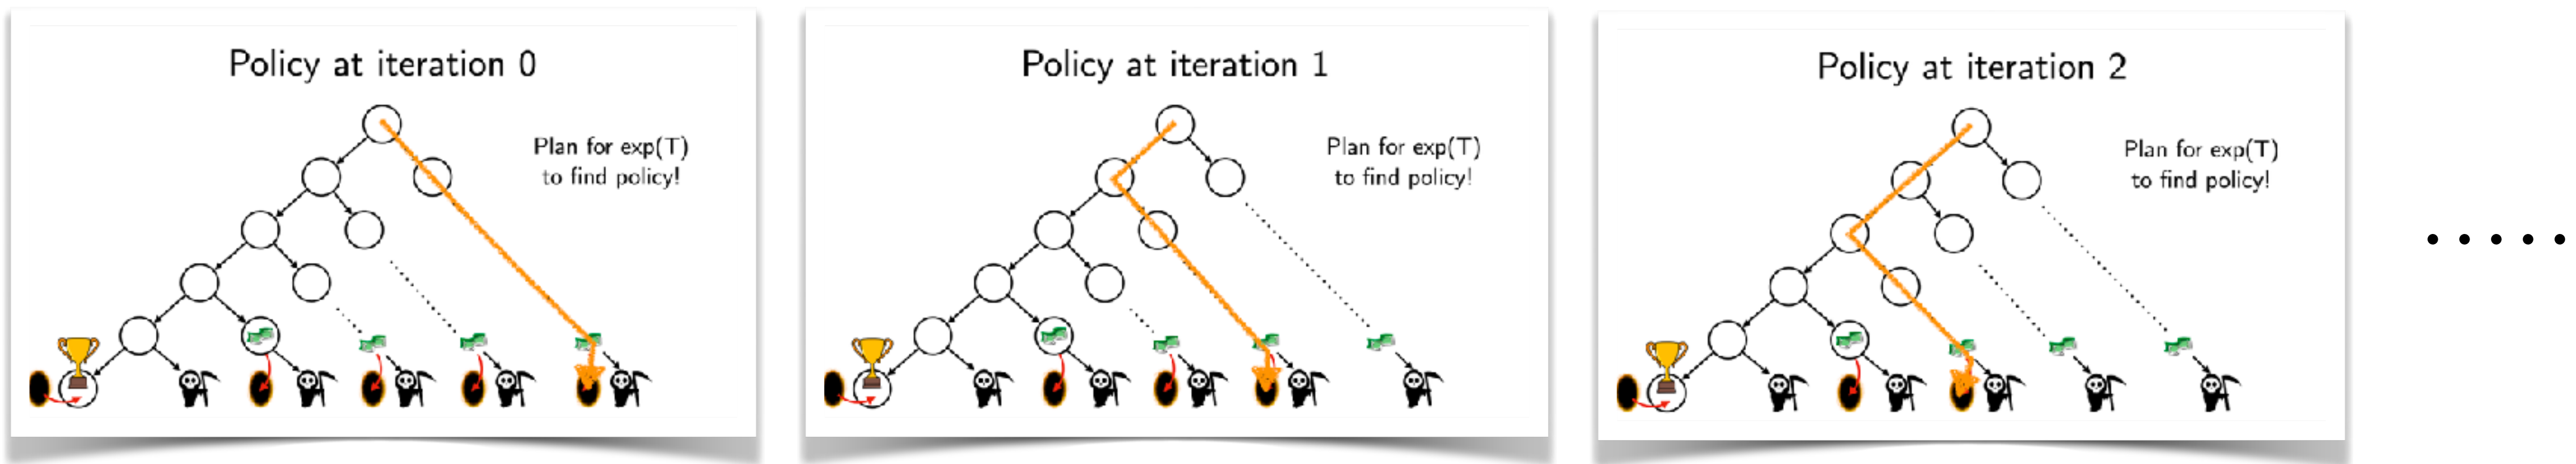 Policy at iteration 0
Plan for exp(T)
to find policy!
Policy at iteration 1
Plan for exp(T)
to find policy!
Policy at iteration 2
Plan for exp(T)
to find policy!
.....